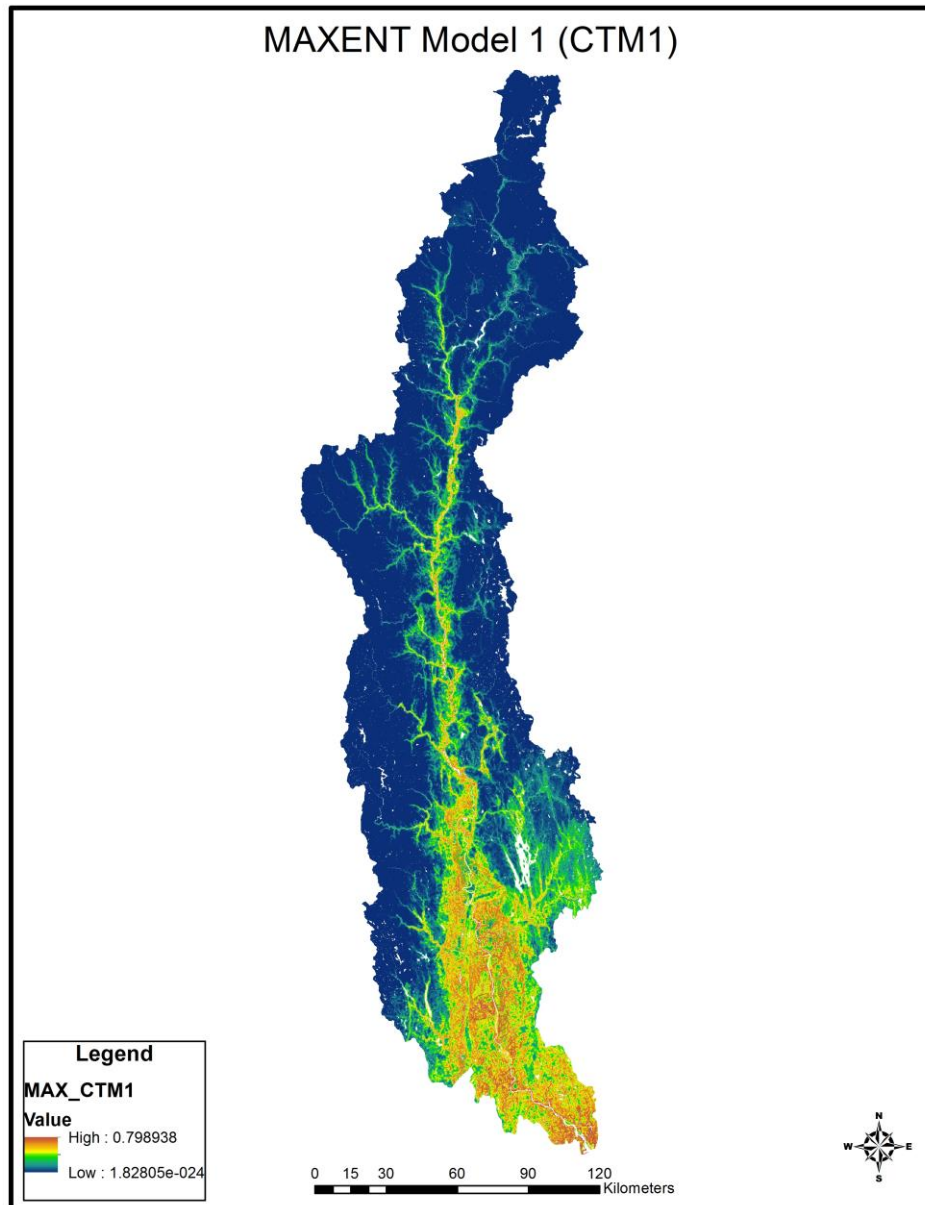 MAXENT Model 1 (CTM1)
Legend
MAX_CTM1
Value
High : 0.798938
Low : 1.82805e-024
0 15 30 60 90 120
Kilometers
N
W E
S